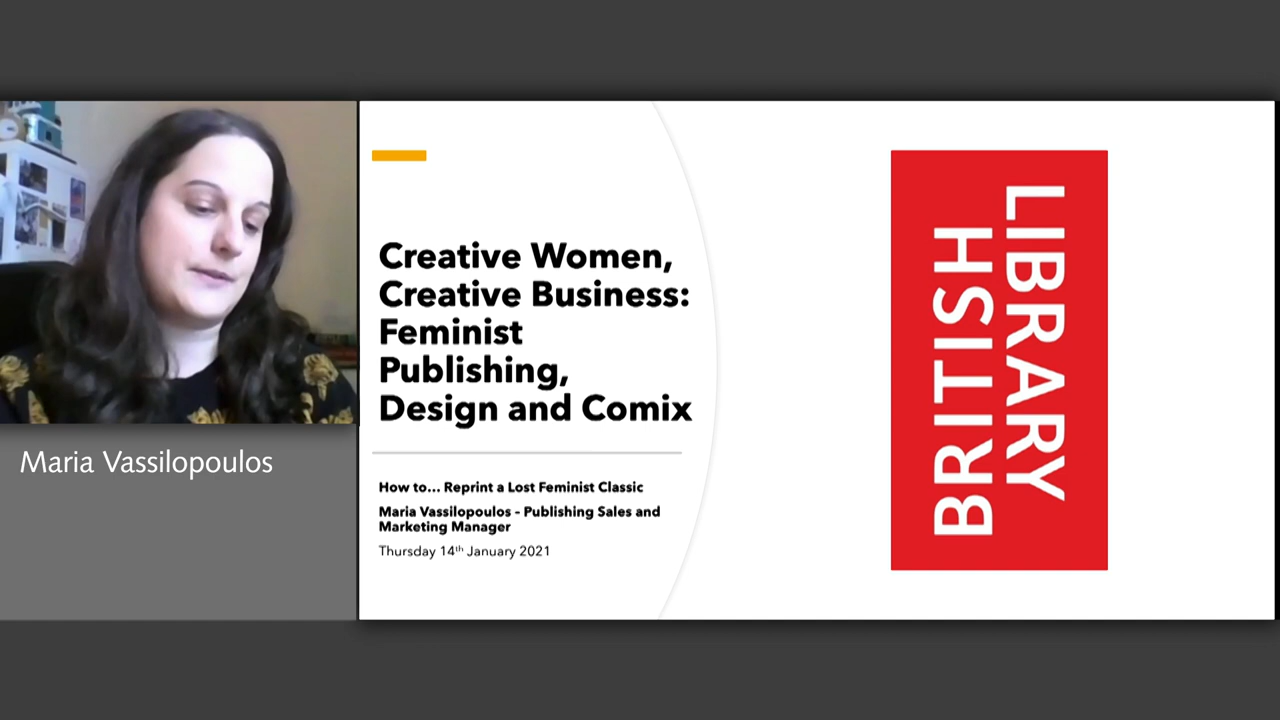 Maria Vassilopoulos
Creative Women,
Creative Business:
Feminist
Publishing,
Design and Comix
How to... Reprint a Lost Feminist Classic
Maria Vassilopoulos – Publishing Sales and
Marketing Manager
Thursday 14th January 2021
BRITISH
LIBRARY